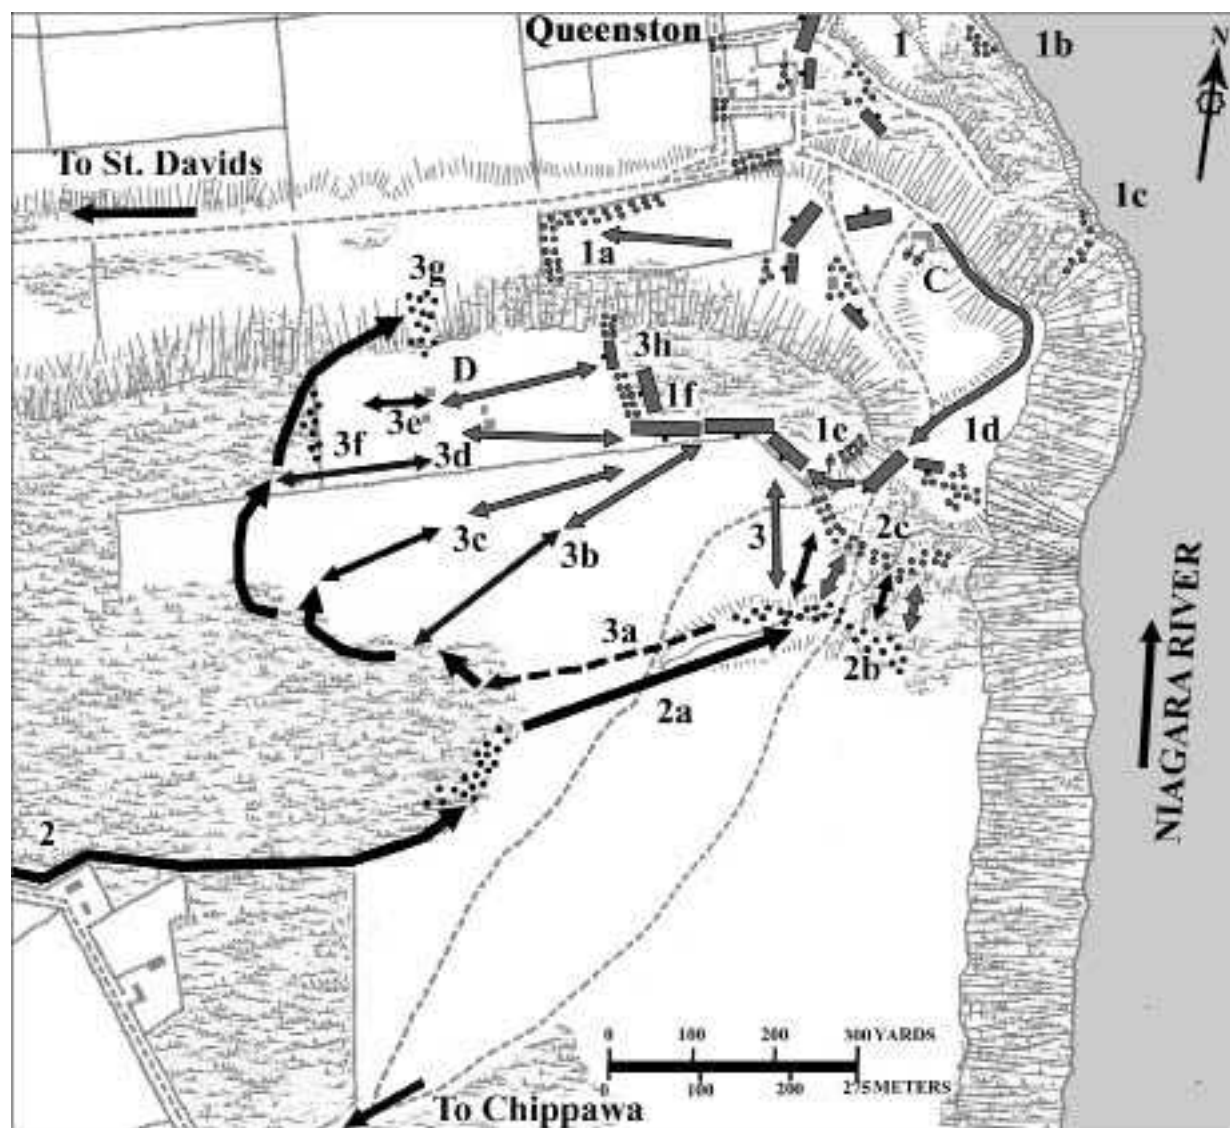 Queenston
1
1b
N
To St. Davids
1c
1a
3g
C
3h
D
1f
3e
1e
1d
3f
3d
3c
3b
3
2c
3a
2b
2a
NIAGARA RIVER
2
0 100 200 300 YARDS
0 100 200 275 METERS
To Chippawa